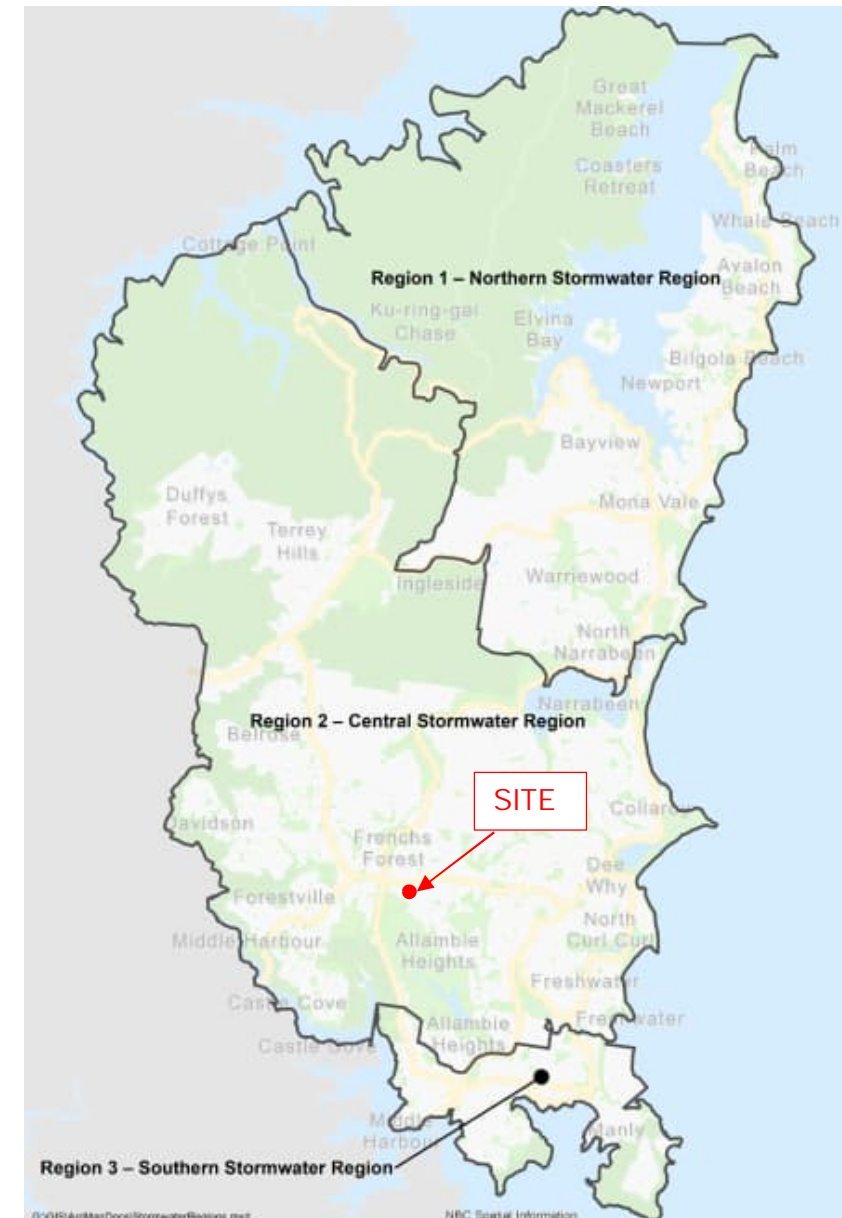 Great
Mackerel
Beach
Palm
Beach
Coasters
Retreat
Whale Beach
Cottage Point
Avalon
Beach
Region 1 – Northern Stormwater Region
Ku-ring-gai
Chase
Elvina
Bay
Bilgola Beach
Newport
Bayview
Mona Vale
Duffys
Forest
Terrey
Hills
Ingleside
Warriewood
North
Narrabeen
Narrabeen
Region 2 – Central Stormwater Region
Belrose
SITE
Collaroy
Davidson
Frenchs
Forest
Dee
Why
Forestville
North
Curl Curl
Middle Harbour
Allambie
Heights
Freshwater
Castle Cove
Freshwater
Allambie
Heights
Castle Cove
Middle
Harbour
Manly
Region 3 – Southern Stormwater Region
NBC Spatial Information